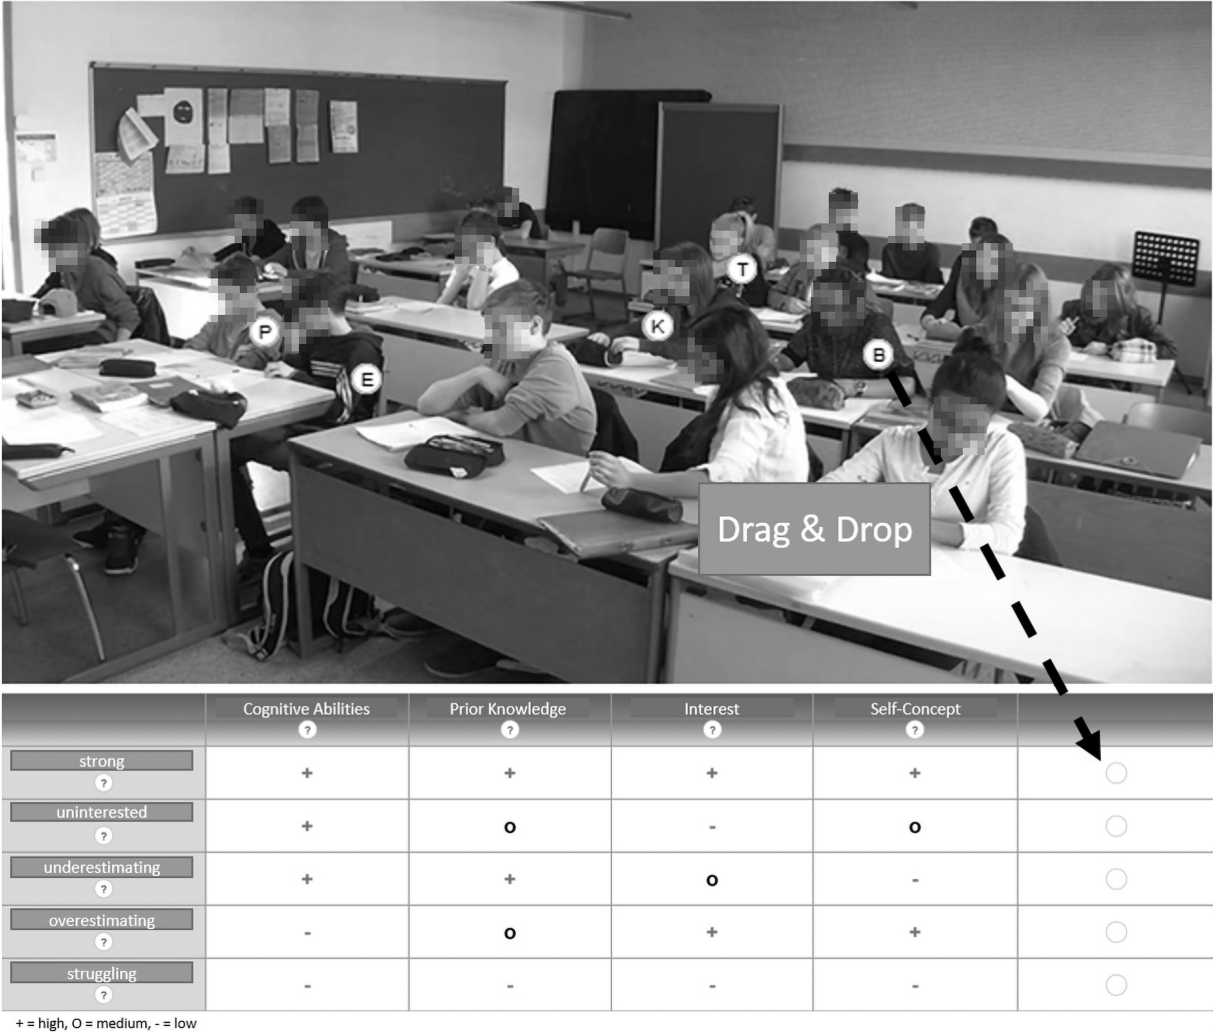 T
K
P
B
E
Drag & Drop
Cognitive Abilities
?
Prior Knowledge
?
Interest
?
Self-Concept
?
strong
?
+ + + +
uninterested
?
+ o - o
underestimating
?
+ + o -
overestimating
?
- o + +
struggling
?
- - - -
+ = high, O = medium, - = low